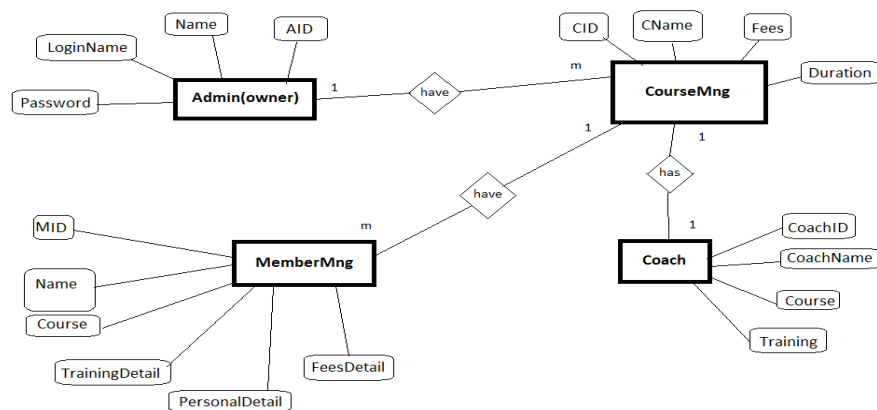 Name
AID
LoginName
Password
Admin(owner)
1
have
m
CID
CName
Fees
Duration
CourseMng
1
1
have
has
m
1
MID
Name
Course
TrainingDetail
PersonalDetail
FeesDetail
MemberMng
Coach
CoachID
CoachName
Course
Training